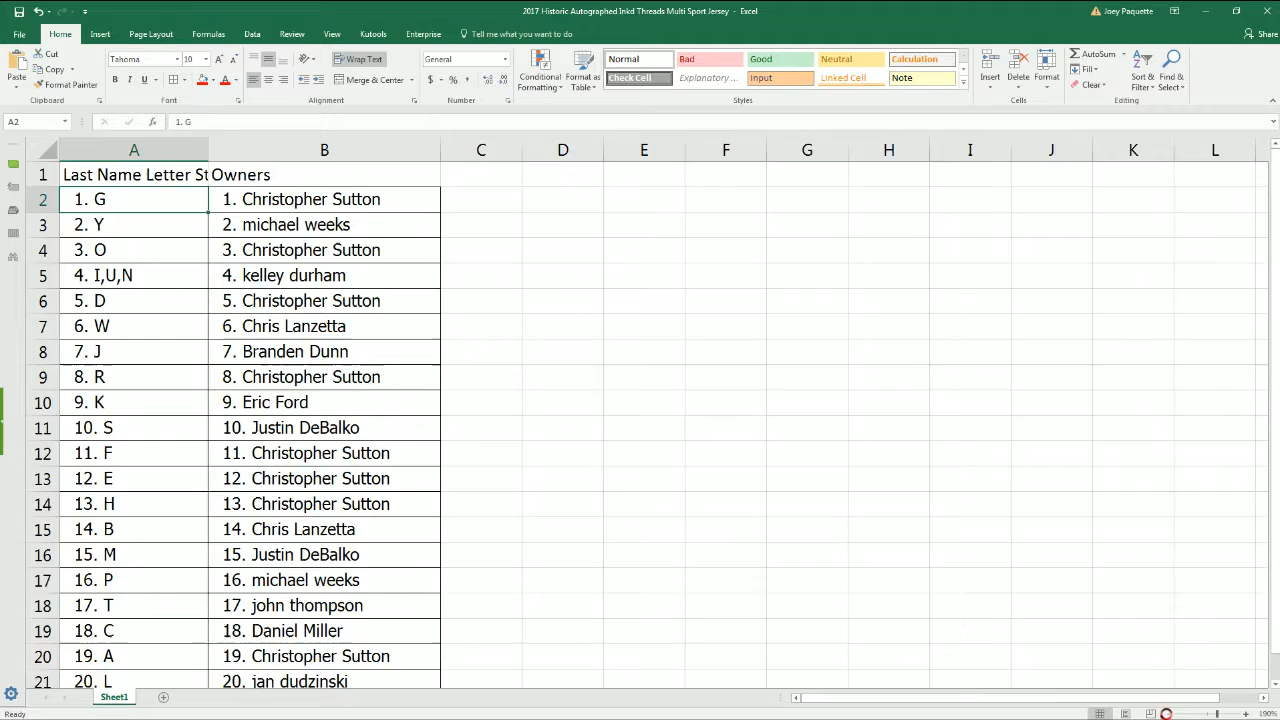 2017 Historic Autographed Inkd Threads Multi Sport Jersey - Excel
Joey Paquette
File Home Insert Page Layout Formulas Data Review View Kutools Enterprise Tell me what you want to do Share
Paste
Cut
Copy
Format Painter
Clipboard
Tahoma 10
B I U
Font
Wrap Text
Merge & Center
Alignment
General
$ % ,
Number
Conditional Formatting
Format as Table
Normal Bad Good Neutral Calculation
Check Cell Explanatory ... Input Linked Cell Note
Styles
Insert Delete Format
Cells
AutoSum
Fill
Clear
Sort & Filter
Find & Select
Editing
A2 fx 1. G
A B C D E F G H I J K L
1 Last Name Letter St Owners
2 1. G 1. Christopher Sutton
3 2. Y 2. michael weeks
4 3. O 3. Christopher Sutton
5 4. I,U,N 4. kelley durham
6 5. D 5. Christopher Sutton
7 6. W 6. Chris Lanzetta
8 7. J 7. Branden Dunn
9 8. R 8. Christopher Sutton
10 9. K 9. Eric Ford
11 10. S 10. Justin DeBalko
12 11. F 11. Christopher Sutton
13 12. E 12. Christopher Sutton
14 13. H 13. Christopher Sutton
15 14. B 14. Chris Lanzetta
16 15. M 15. Justin DeBalko
17 16. P 16. michael weeks
18 17. T 17. john thompson
19 18. C 18. Daniel Miller
20 19. A 19. Christopher Sutton
21 20. L 20. jan dudzinski
Sheet1
Ready 190%